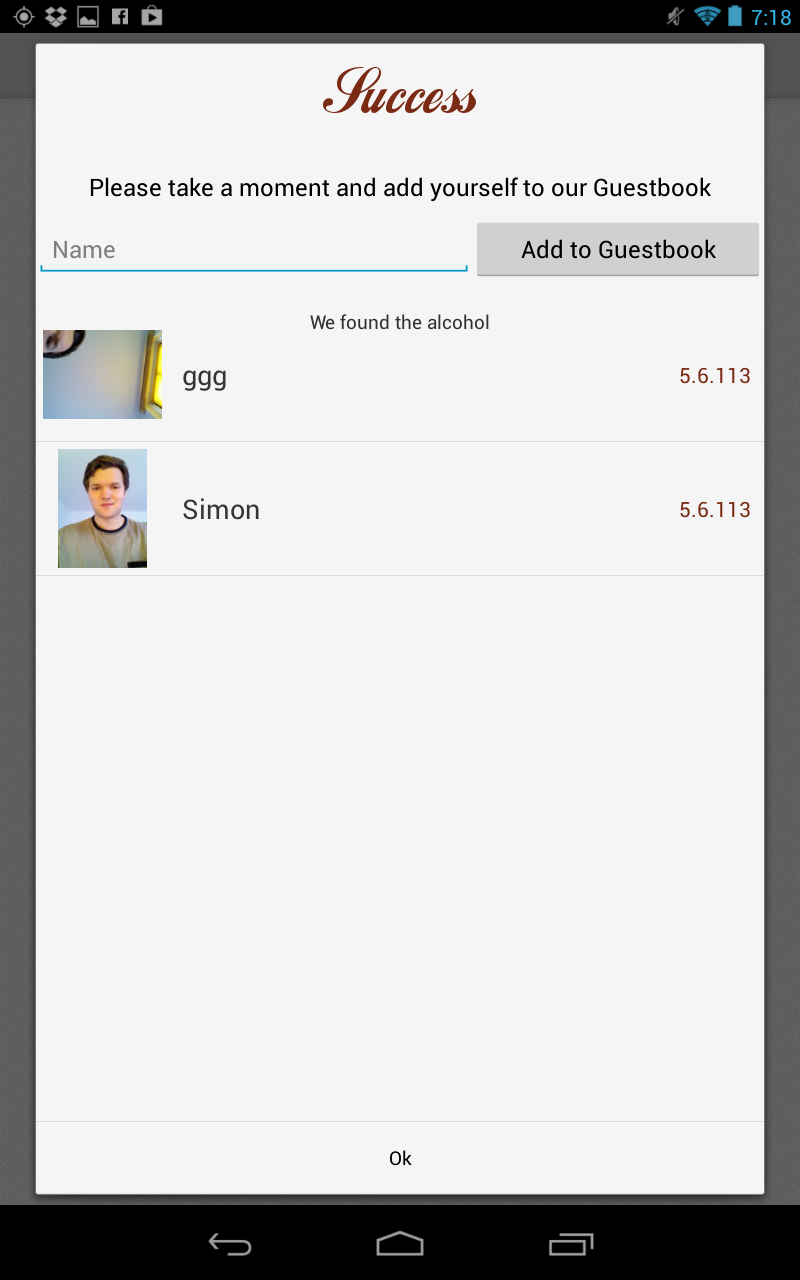 7:18
Success
Please take a moment and add yourself to our Guestbook
Name
Add to Guestbook
We found the alcohol
ggg
5.6.113
Simon
5.6.113
Ok